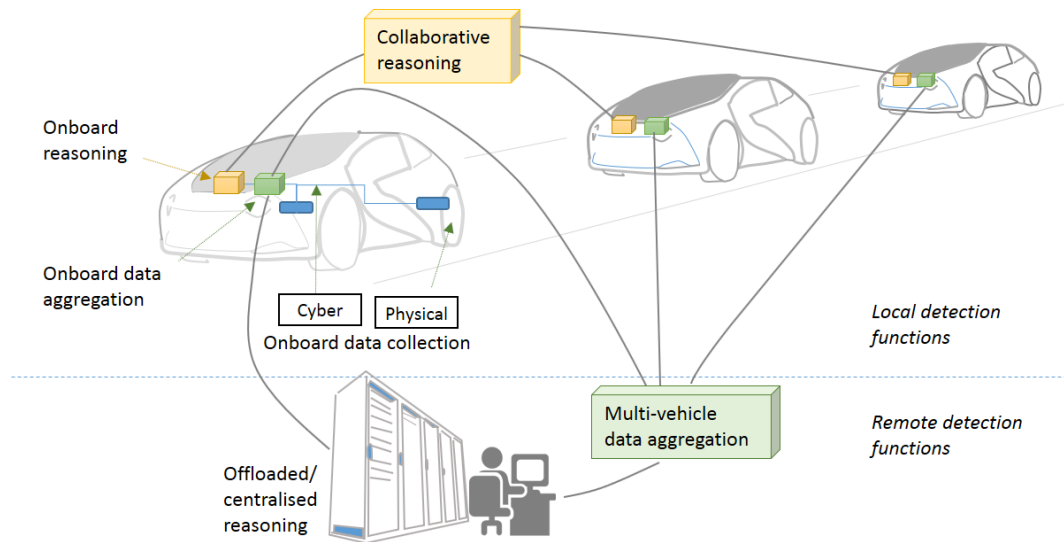 Collaborative
reasoning
Onboard
reasoning
Onboard data
aggregation
Cyber
Physical
Onboard data collection
Local detection
functions
Multi-vehicle
data aggregation
Remote detection
functions
Offloaded/
centralised
reasoning